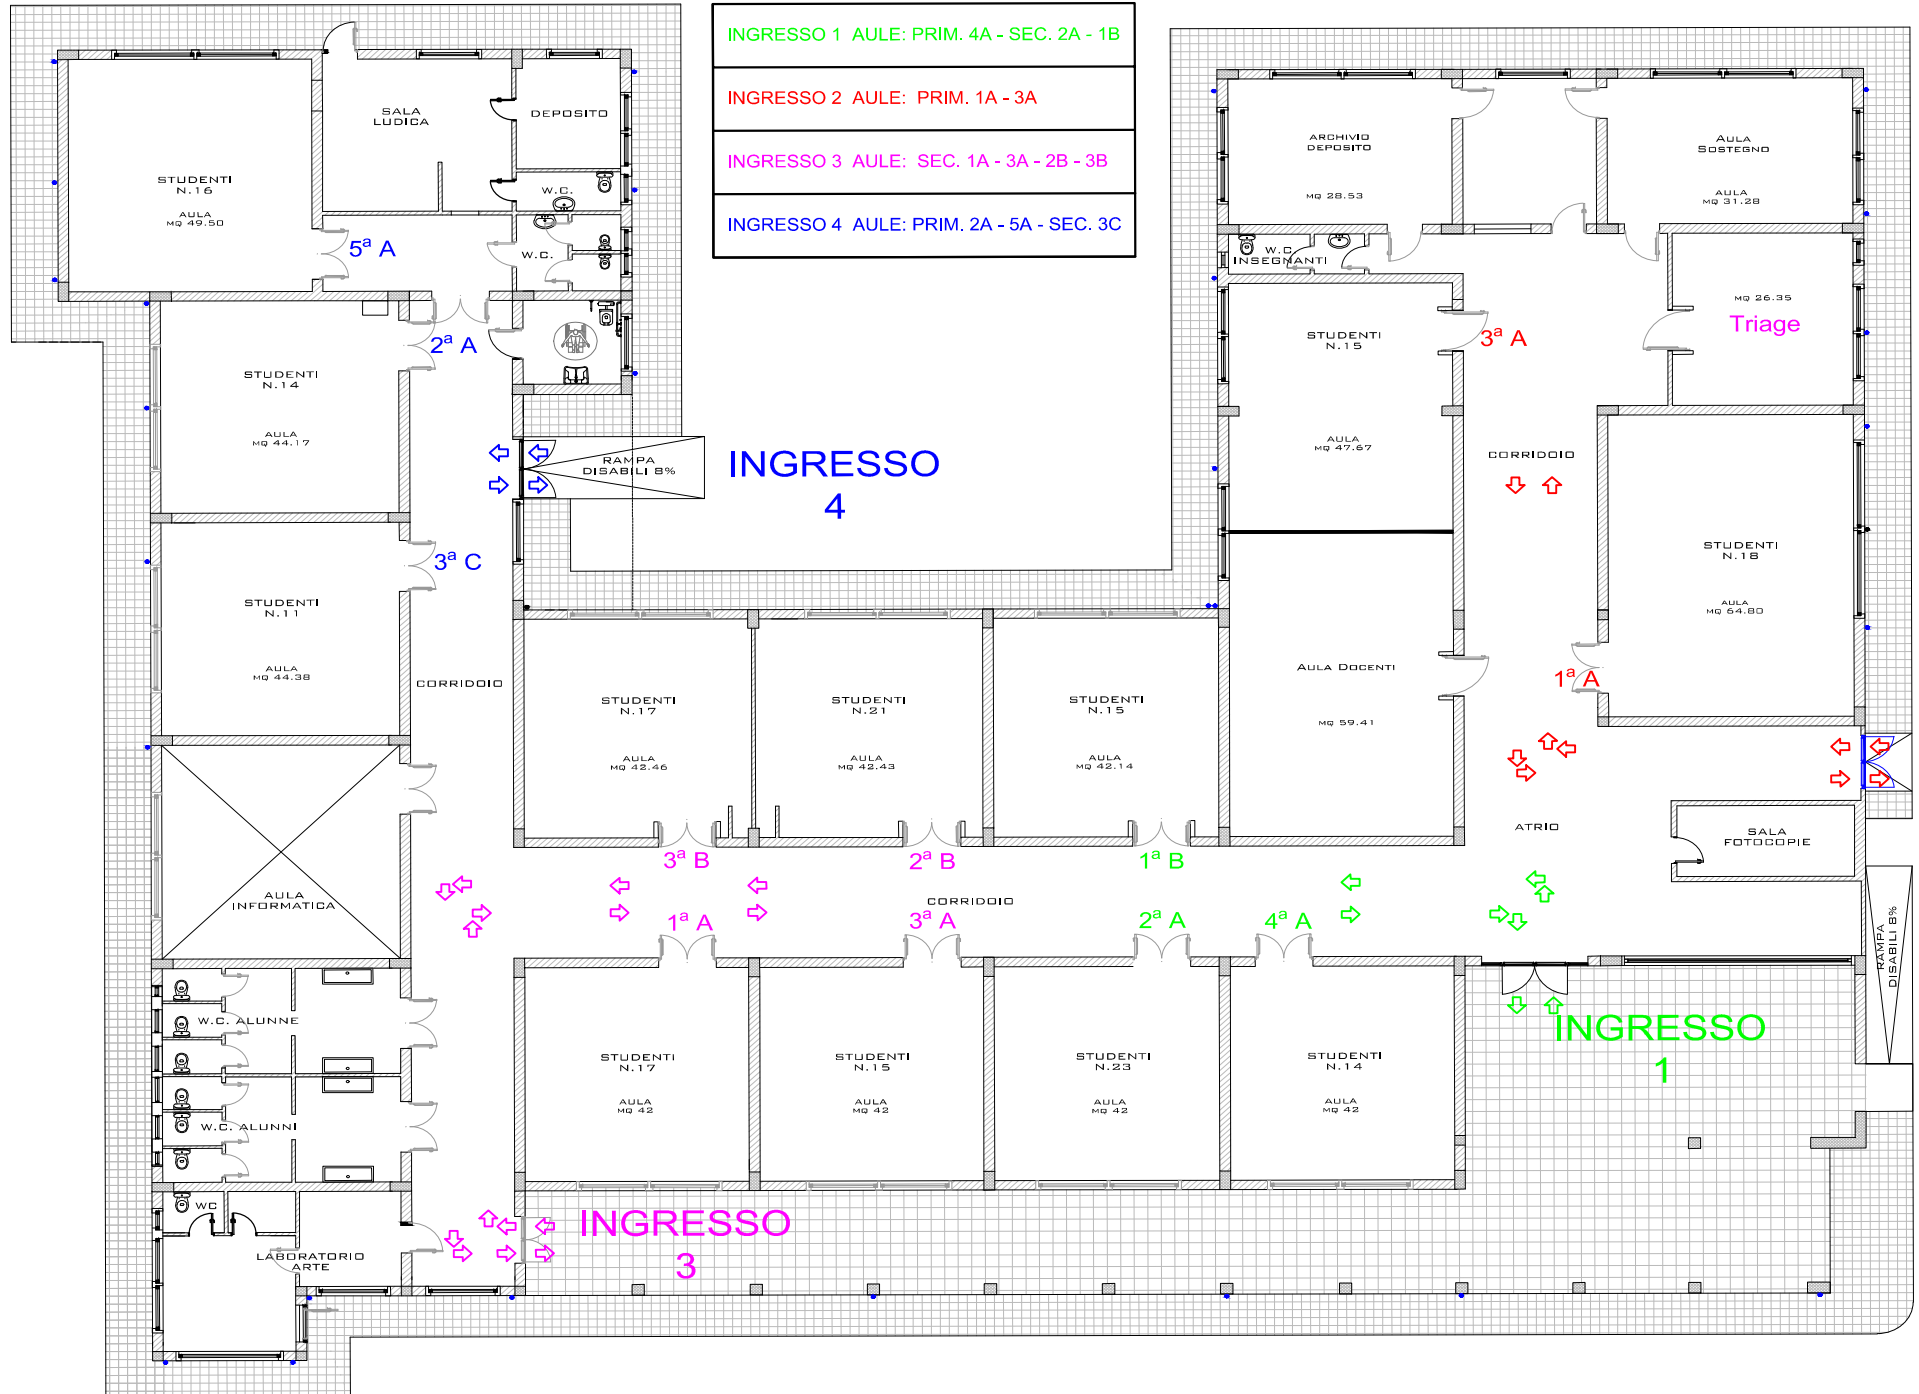 INGRESSO 1 AULE: PRIM. 4A - SEC. 2A - 1B
INGRESSO 2 AULE: PRIM. 1A - 3A
INGRESSO 3 AULE: SEC. 1A - 3A - 2B - 3B
INGRESSO 4 AULE: PRIM. 2A - 5A - SEC. 3C
STUDENTI
N.16
AULA
MQ 49.50
SALA
LUDICA
DEPOSITO
W.C.
W.C.
5ª A
STUDENTI
N.14
AULA
MQ 44.17
2ª A
RAMPA
DISABILI 8%
INGRESSO
4
STUDENTI
N.11
AULA
MQ 44.38
3ª C
CORRIDOIO
ARCHIVIO
DEPOSITO
MQ 28.53
AULA
SOSTEGNO
MQ 31.28
W.C.
INSEGNANTI
MQ 26.35
Triage
STUDENTI
N.15
AULA
MQ 47.67
3ª A
CORRIDOIO
STUDENTI
N.18
AULA
MQ 64.80
1ª A
AULA DOCENTI
MQ 59.41
STUDENTI
N.17
AULA
MQ 42.46
3ª B
STUDENTI
N.21
AULA
MQ 42.43
2ª B
STUDENTI
N.15
AULA
MQ 42.14
1ª B
ATRIO
SALA
FOTOCOPIE
AULA
INFORMATICA
CORRIDOIO
1ª A
3ª A
2ª A
4ª A
RAMPA
DISABILI 8%
W.C. ALUNNE
W.C. ALUNNI
STUDENTI
N.17
AULA
MQ 42
STUDENTI
N.15
AULA
MQ 42
STUDENTI
N.23
AULA
MQ 42
STUDENTI
N.14
AULA
MQ 42
INGRESSO
1
WC
LABORATORIO
ARTE
INGRESSO
3